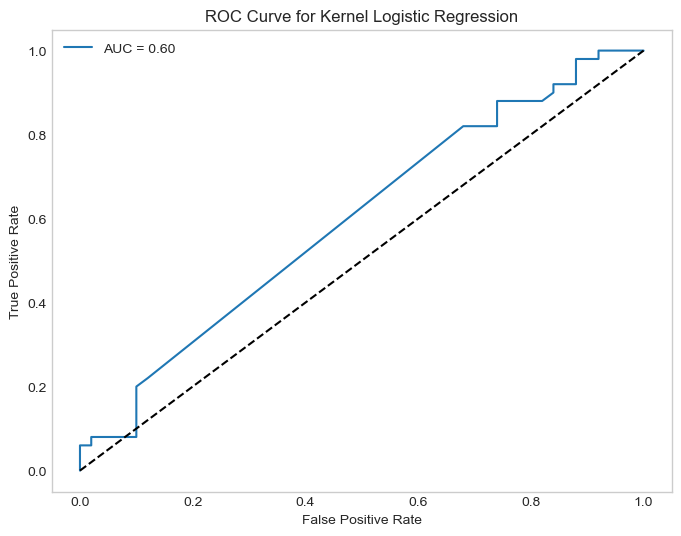 ROC Curve for Kernel Logistic Regression
AUC = 0.60
True Positive Rate
1.0
0.8
0.6
0.4
0.2
0.0
0.0 0.2 0.4 0.6 0.8 1.0
False Positive Rate